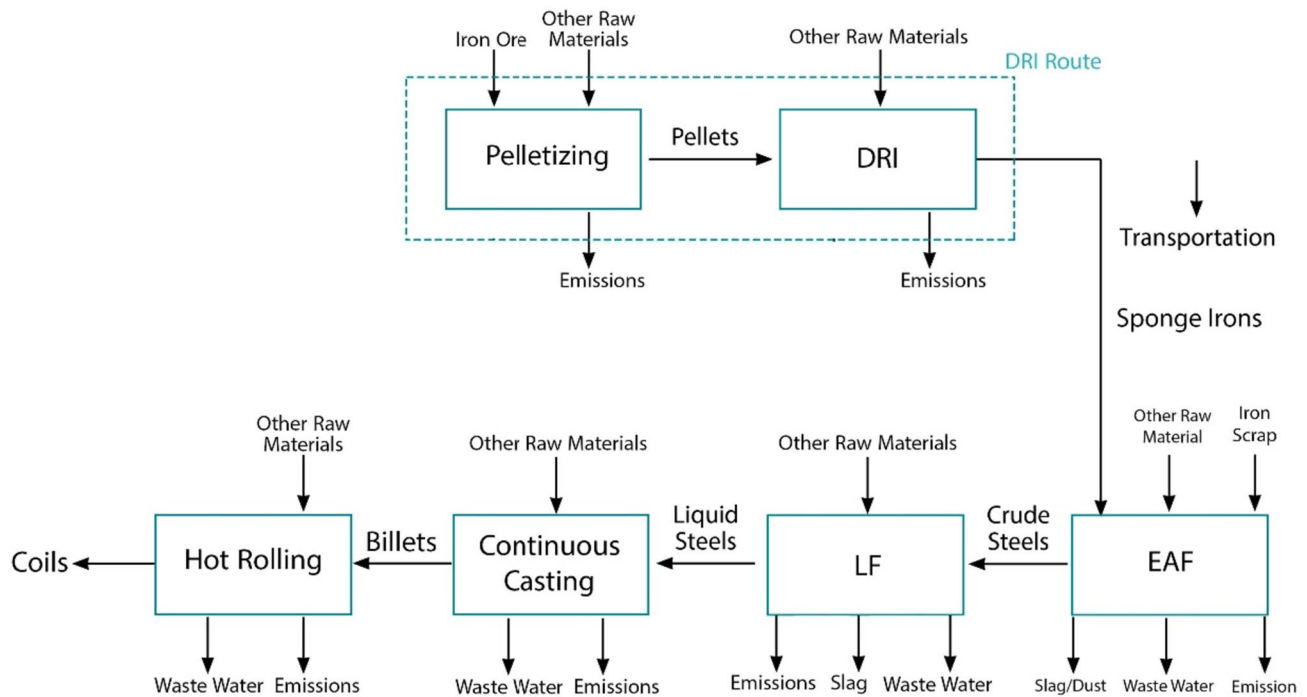 Iron Ore
Other Raw
Materials
Other Raw Materials
DRI Route
Pelletizing
Pellets
DRI
Transportation
Emissions
Emissions
Sponge Irons
Other Raw
Materials
Other Raw Materials
Other Raw Materials
Other Raw
Material
Iron
Scrap
Coils
Hot Rolling
Billets
Continuous
Casting
Liquid
Steels
LF
Crude
Steels
EAF
Waste Water
Emissions
Waste Water
Emissions
Emissions
Slag
Waste Water
Slag/Dust
Waste Water
Emission